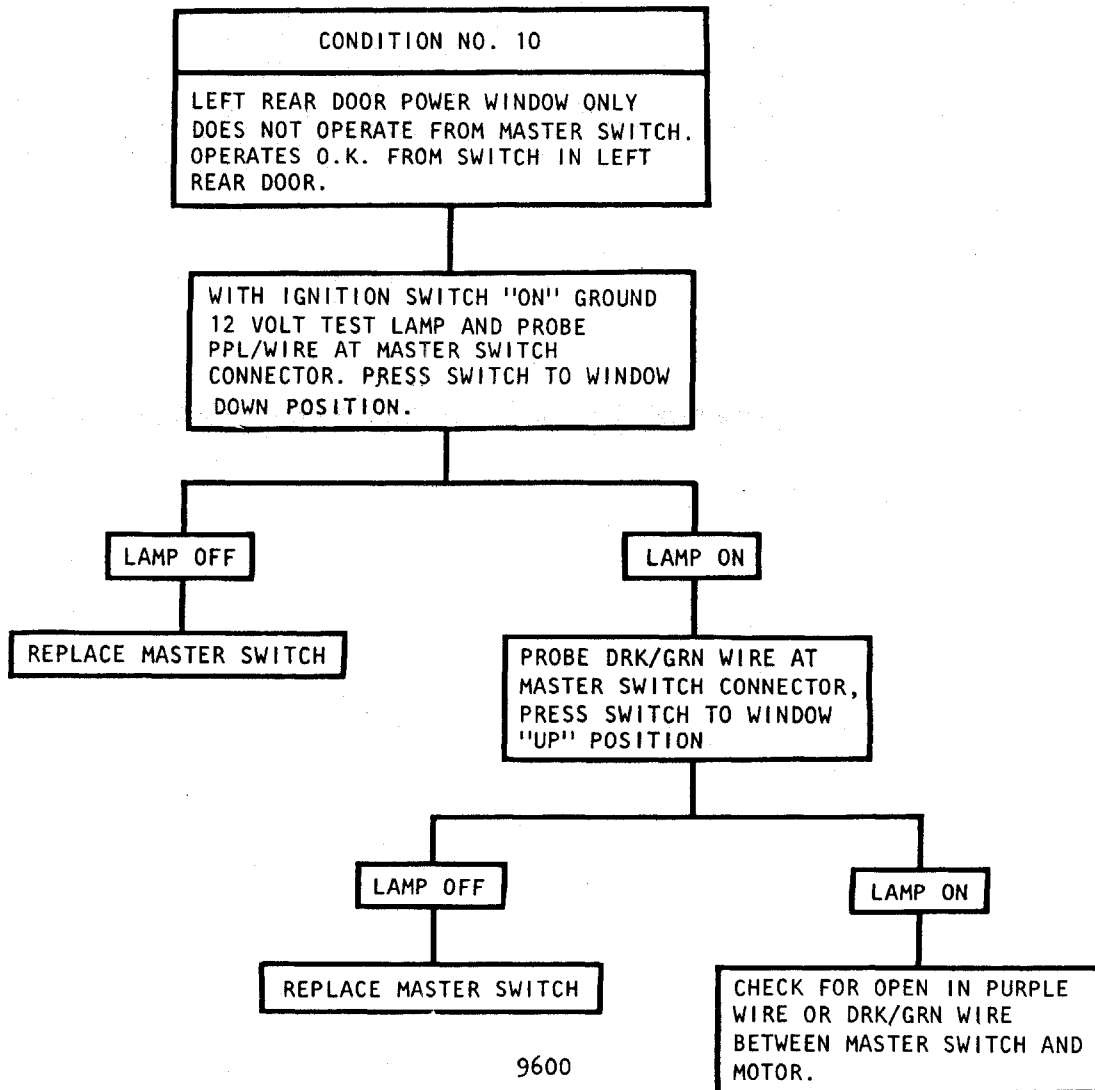 CONDITION NO. 10
LEFT REAR DOOR POWER WINDOW ONLY
DOES NOT OPERATE FROM MASTER SWITCH.
OPERATES O.K. FROM SWITCH IN LEFT
REAR DOOR.
WITH IGNITION SWITCH "ON" GROUND
12 VOLT TEST LAMP AND PROBE
PPL/WIRE AT MASTER SWITCH
CONNECTOR. PRESS SWITCH TO WINDOW
DOWN POSITION.
LAMP OFF
LAMP ON
REPLACE MASTER SWITCH
PROBE DRK/GRN WIRE AT
MASTER SWITCH CONNECTOR,
PRESS SWITCH TO WINDOW
"UP" POSITION
LAMP OFF
LAMP ON
REPLACE MASTER SWITCH
CHECK FOR OPEN IN PURPLE
WIRE OR DRK/GRN WIRE
BETWEEN MASTER SWITCH AND
MOTOR.
9600